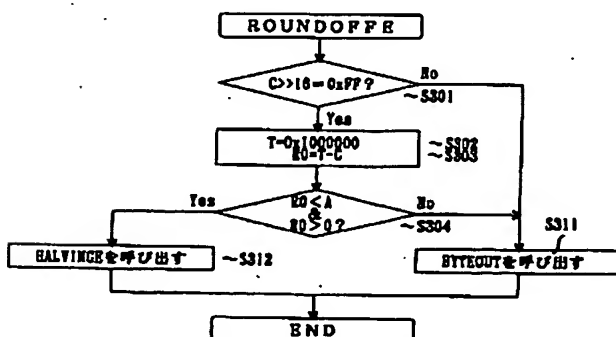 ROUNDOFFE
C>>16=0xFF?
No
~S301
Yes
T=0x1000000
~S302
R0=T-C
~S303
Yes
R0<A
&
R0>0?
No
~S304
S311
HALVINGEを呼び出す
~S312
BYTEOUTを呼び出す
END